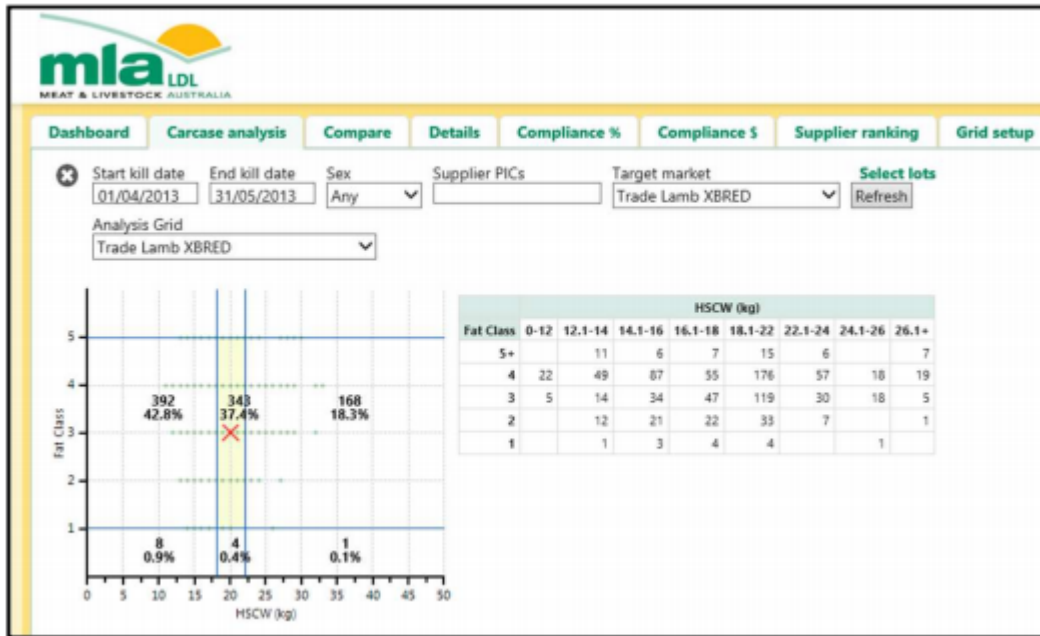 mla LDL
MEAT & LIVESTOCK AUSTRALIA
Dashboard Carcase analysis Compare Details Compliance % Compliance $ Supplier ranking Grid setup
Start kill date End kill date Sex Supplier PICs Target market Select lots
01/04/2013 31/05/2013 Any Trade Lamb XBRED Refresh
Analysis Grid
Trade Lamb XBRED
HSCW (kg)
Fat Class 0-12 12.1-14 14.1-16 16.1-18 18.1-22 22.1-24 24.1-26 26.1+
5+ 11 6 7 15 6 7
4 22 49 87 55 176 57 18 19
3 5 14 34 47 119 30 18 5
2 12 21 22 33 7 1
1 1 3 4 4 1
Fat Class
5
4
392 343 168
42.8% 37.4% 18.3%
3
2
1
8 4 1
0.9% 0.4% 0.1%
0 5 10 15 20 25 30 35 40 45 50
HSCW (kg)